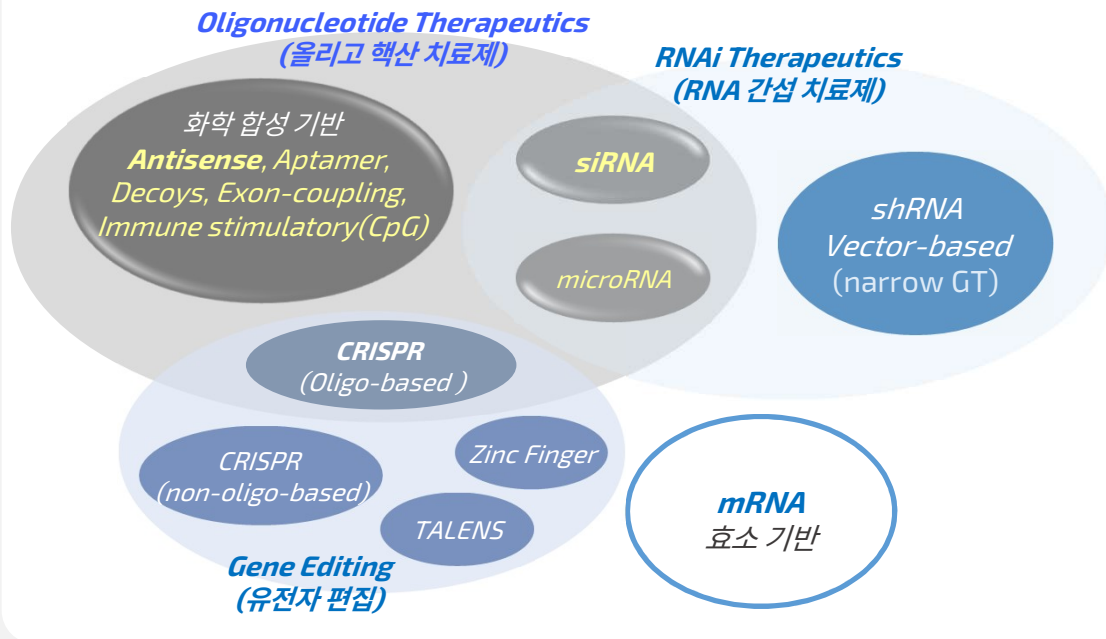 Oligonucleotide Therapeutics
(올리고 핵산 치료제)
RNAi Therapeutics
(RNA 간섭 치료제)
화학 합성 기반
Antisense, Aptamer,
Decoys, Exon-coupling,
Immune stimulatory(CpG)
siRNA
microRNA
shRNA
Vector-based
(narrow GT)
CRISPR
(Oligo-based )
CRISPR
(non-oligo-based)
Zinc Finger
TALENS
Gene Editing
(유전자 편집)
mRNA
효소 기반